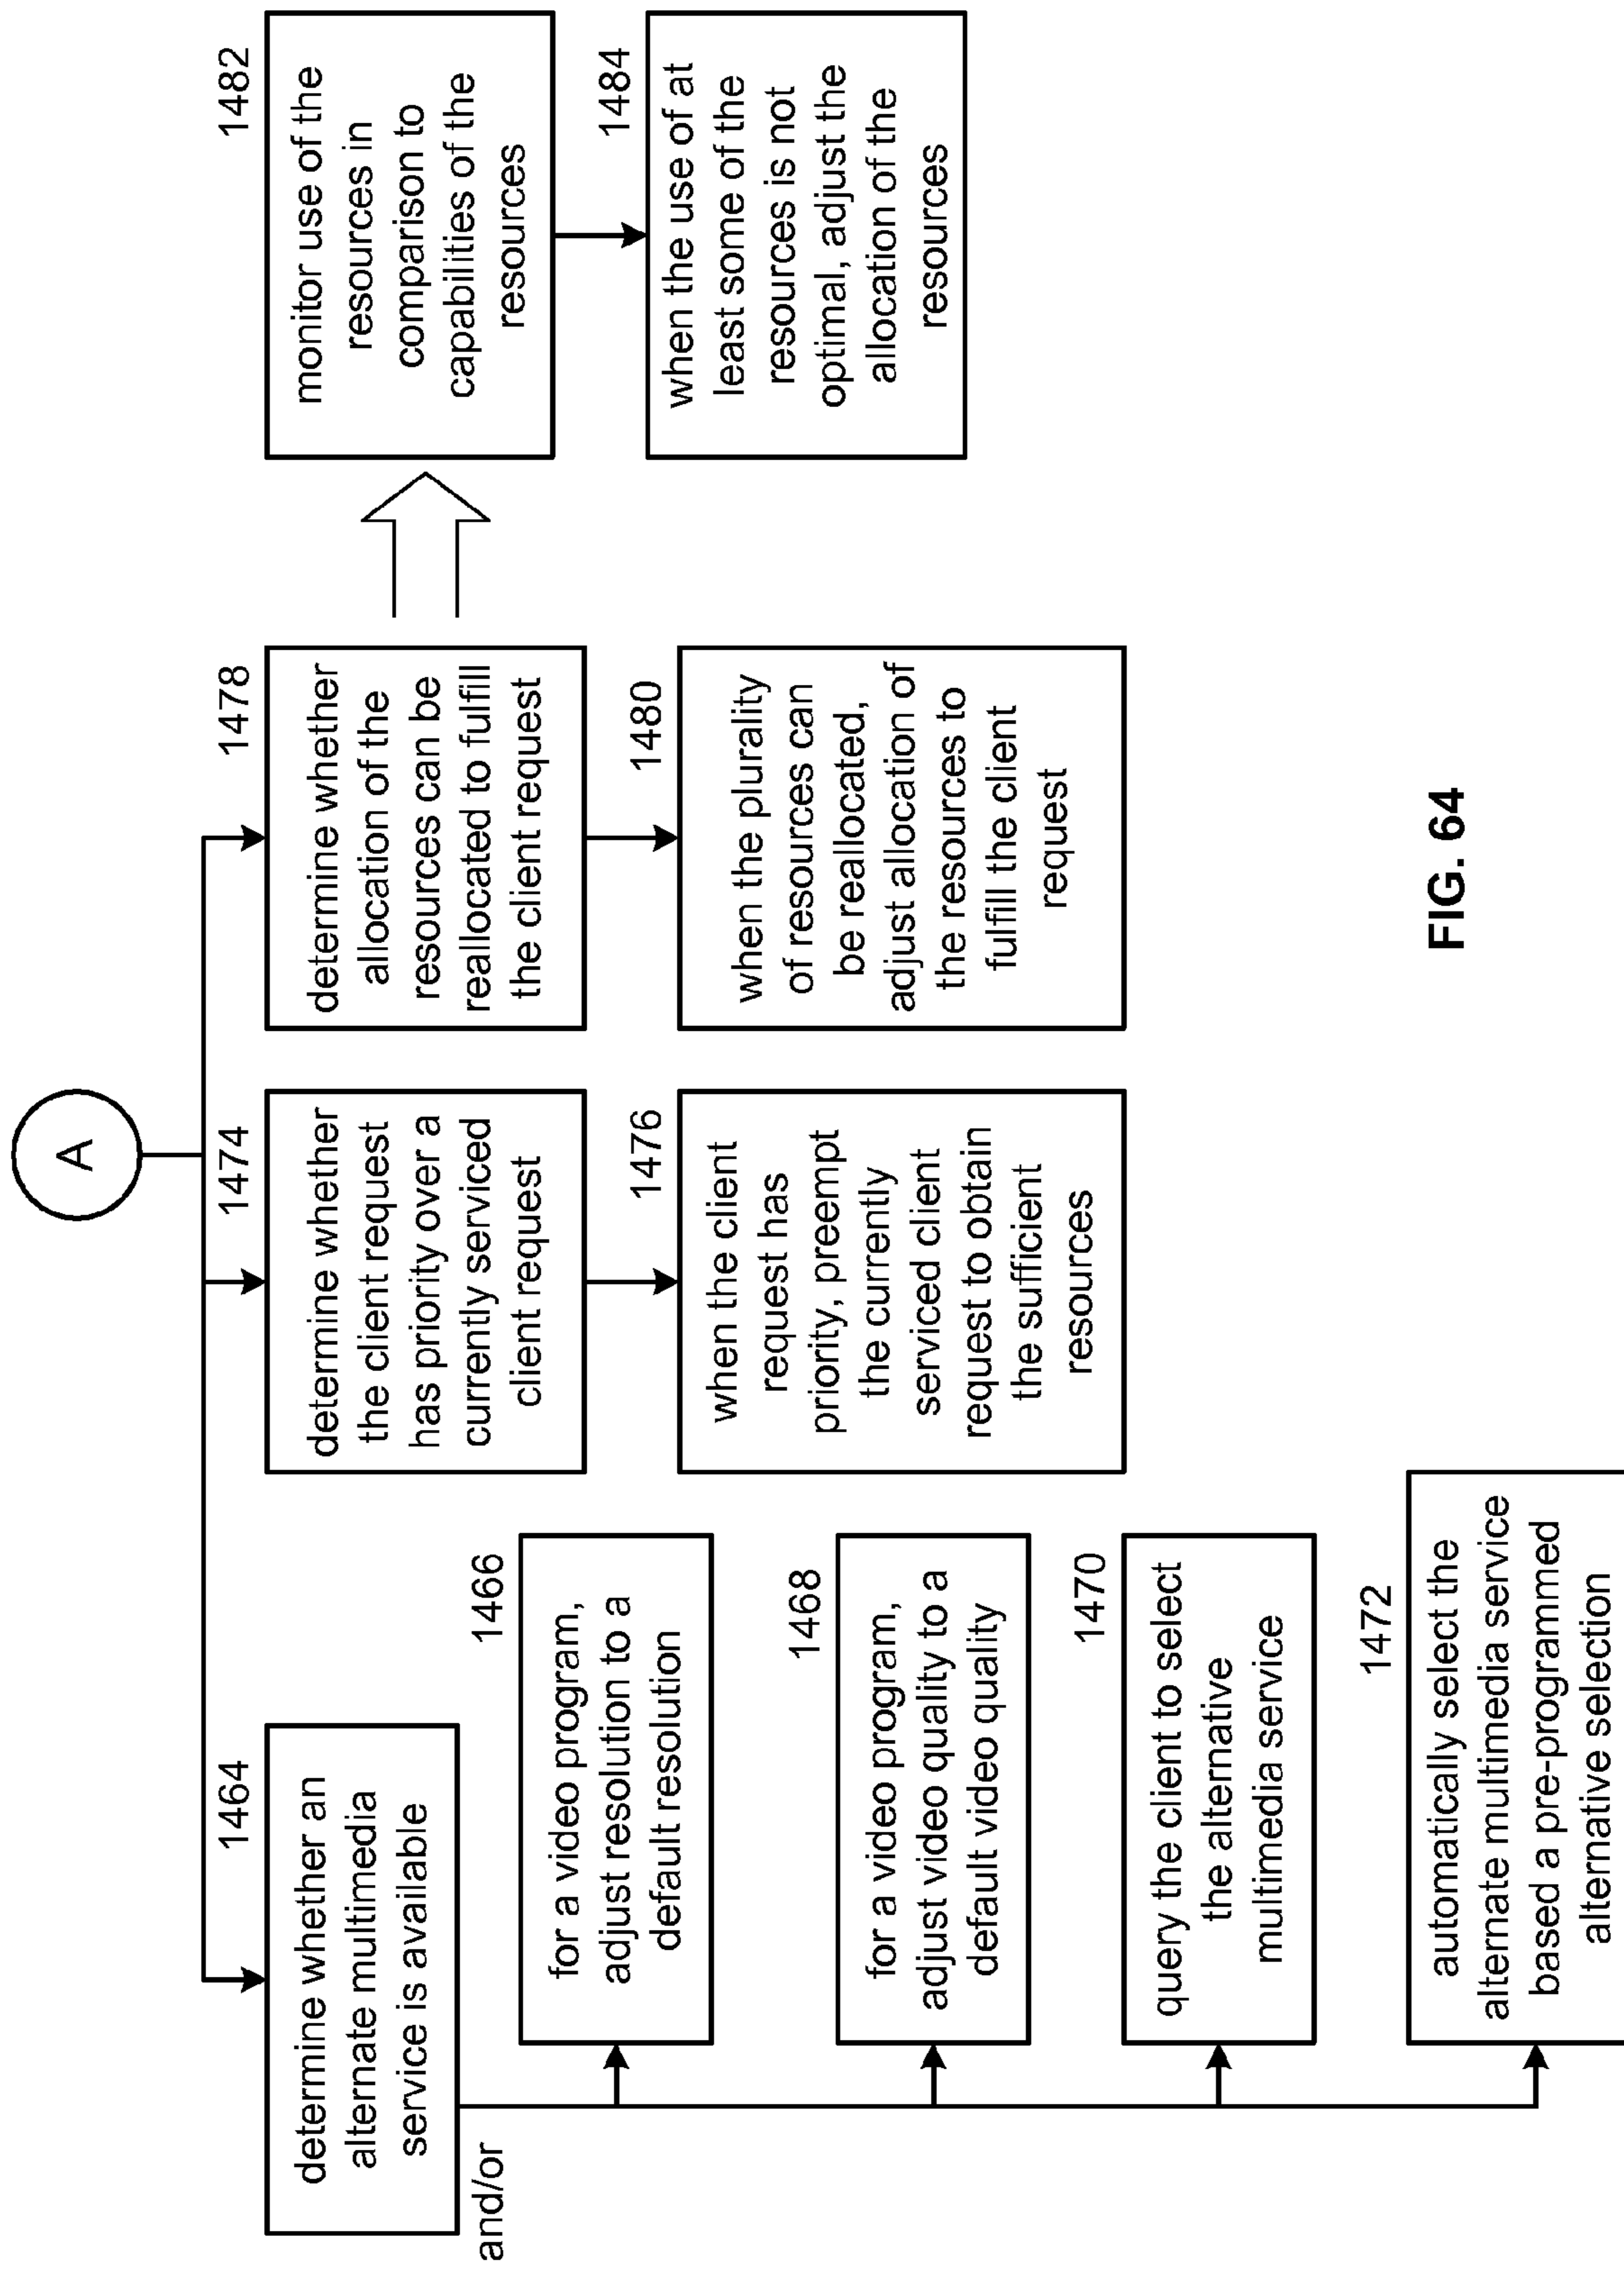 A
1464
determine whether an
alternate multimedia
service is available
and/or
1466
for a video program,
adjust resolution to a
default resolution
1468
for a video program,
adjust video quality to a
default video quality
1470
query the client to select
the alternative
multimedia service
1472
automatically select the
alternate multimedia service
based a pre-programmed
alternative selection
1474
determine whether
the client request
has priority over a
currently serviced
client request
1476
when the client
request has
priority, preempt
the currently
serviced client
request to obtain
the sufficient
resources
1478
determine whether
allocation of the
resources can be
reallocated to fulfill
the client request
1480
when the plurality
of resources can
be reallocated,
adjust allocation of
the resources to
fulfill the client
request
1482
monitor use of the
resources in
comparison to
capabilities of the
resources
1484
when the use of at
least some of the
resources is not
optimal, adjust the
allocation of the
resources
FIG. 64